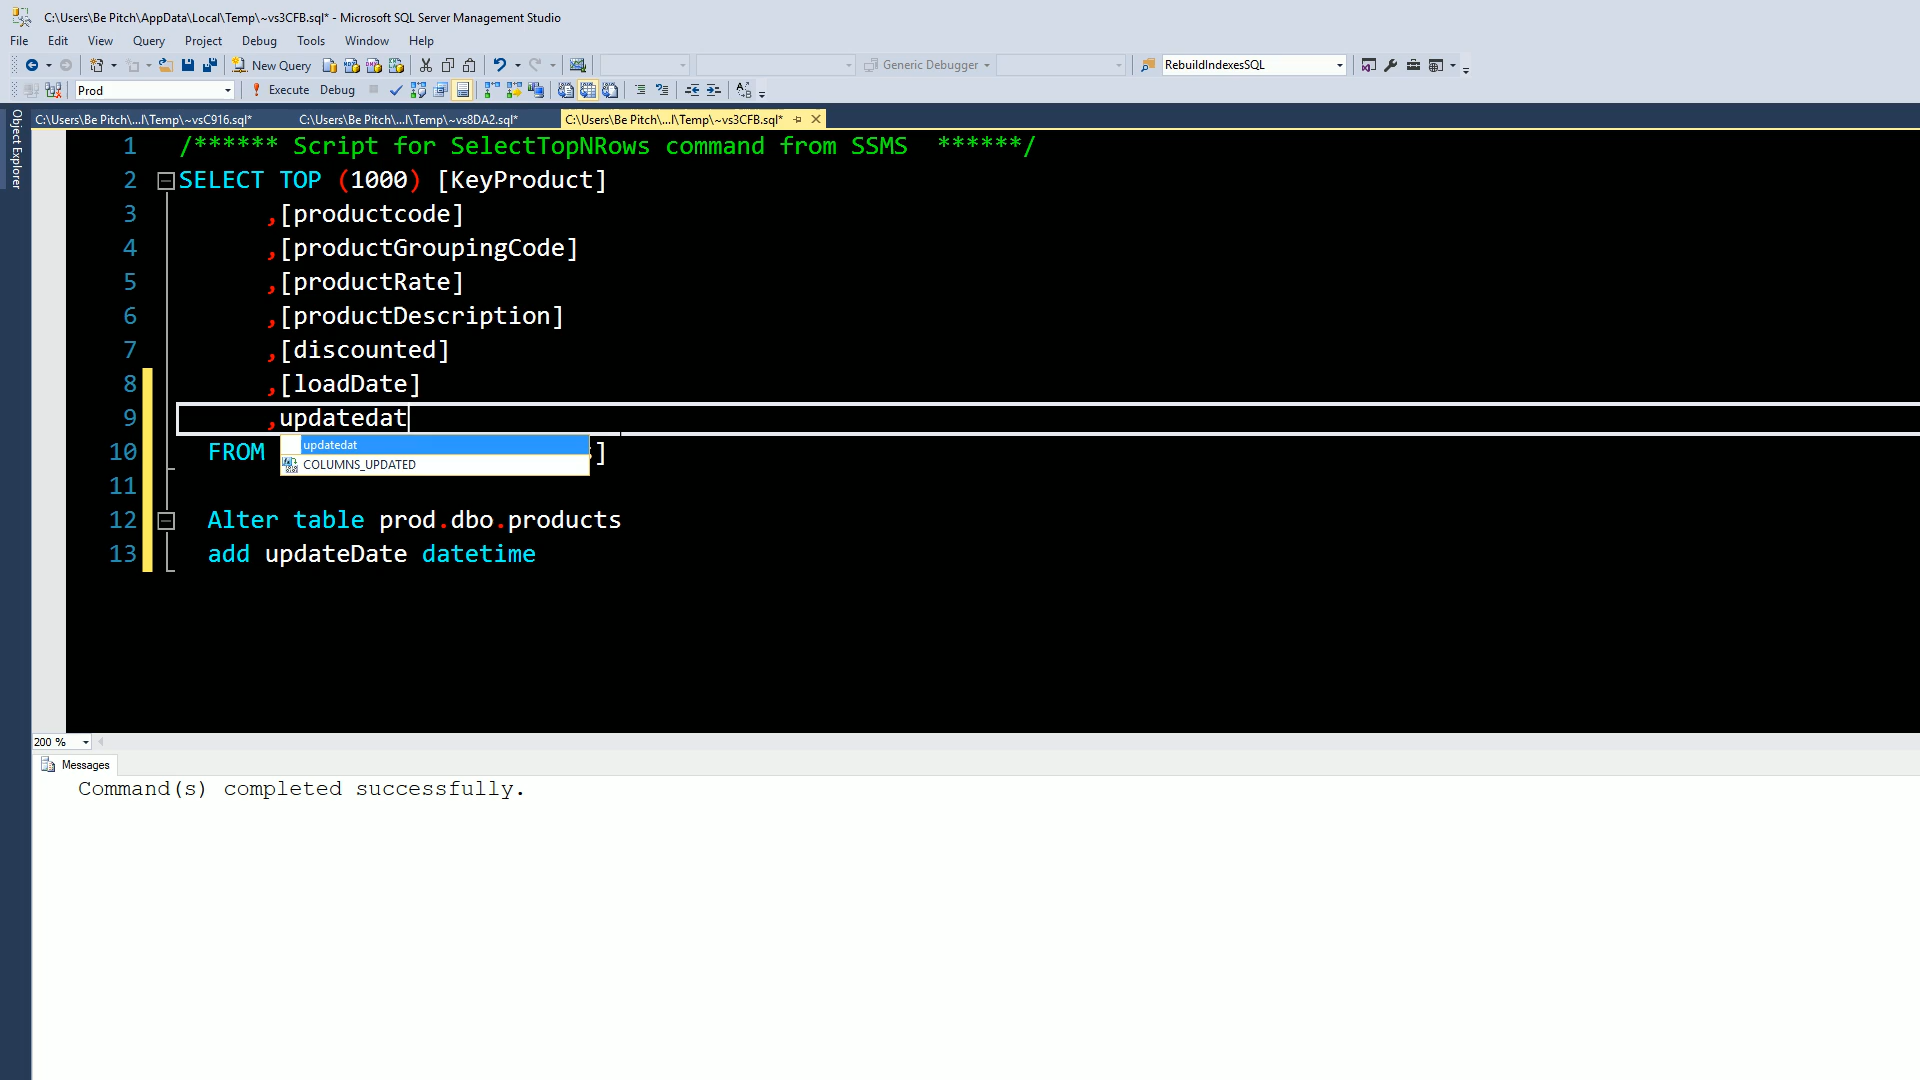 C:\Users\Be Pitch\AppData\Local\Temp\~vs3CFB.sql* - Microsoft SQL Server Management Studio
File Edit View Query Project Debug Tools Window Help
New Query Generic Debugger RebuildIndexesSQL
Prod Execute Debug
C:\Users\Be Pitch\...l\Temp\~vsC916.sql* C:\Users\Be Pitch\...l\Temp\~vs8DA2.sql* C:\Users\Be Pitch\...l\Temp\~vs3CFB.sql*
Object Explorer
1 /****** Script for SelectTopNRows command from SSMS ******/
2 SELECT TOP (1000) [KeyProduct]
3 ,[productcode]
4 ,[productGroupingCode]
5 ,[productRate]
6 ,[productDescription]
7 ,[discounted]
8 ,[loadDate]
9 ,updatedat
updatedat
10 FROM ]
COLUMNS_UPDATED
11
12 Alter table prod.dbo.products
13 add updateDate datetime
200 %
Messages
Command(s) completed successfully.